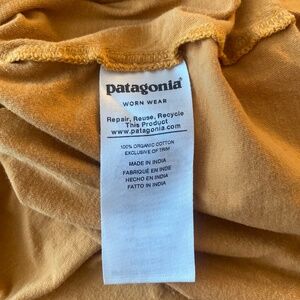 patagonia®
WORN WEAR
Repair, Reuse, Recycle
This Product
www.patagonia.com
100% ORGANIC COTTON
EXCLUSIVE OF TRIM
MADE IN INDIA
FABRIQUÉ EN INDE
HECHO EN INDIA
FATTO IN INDIA